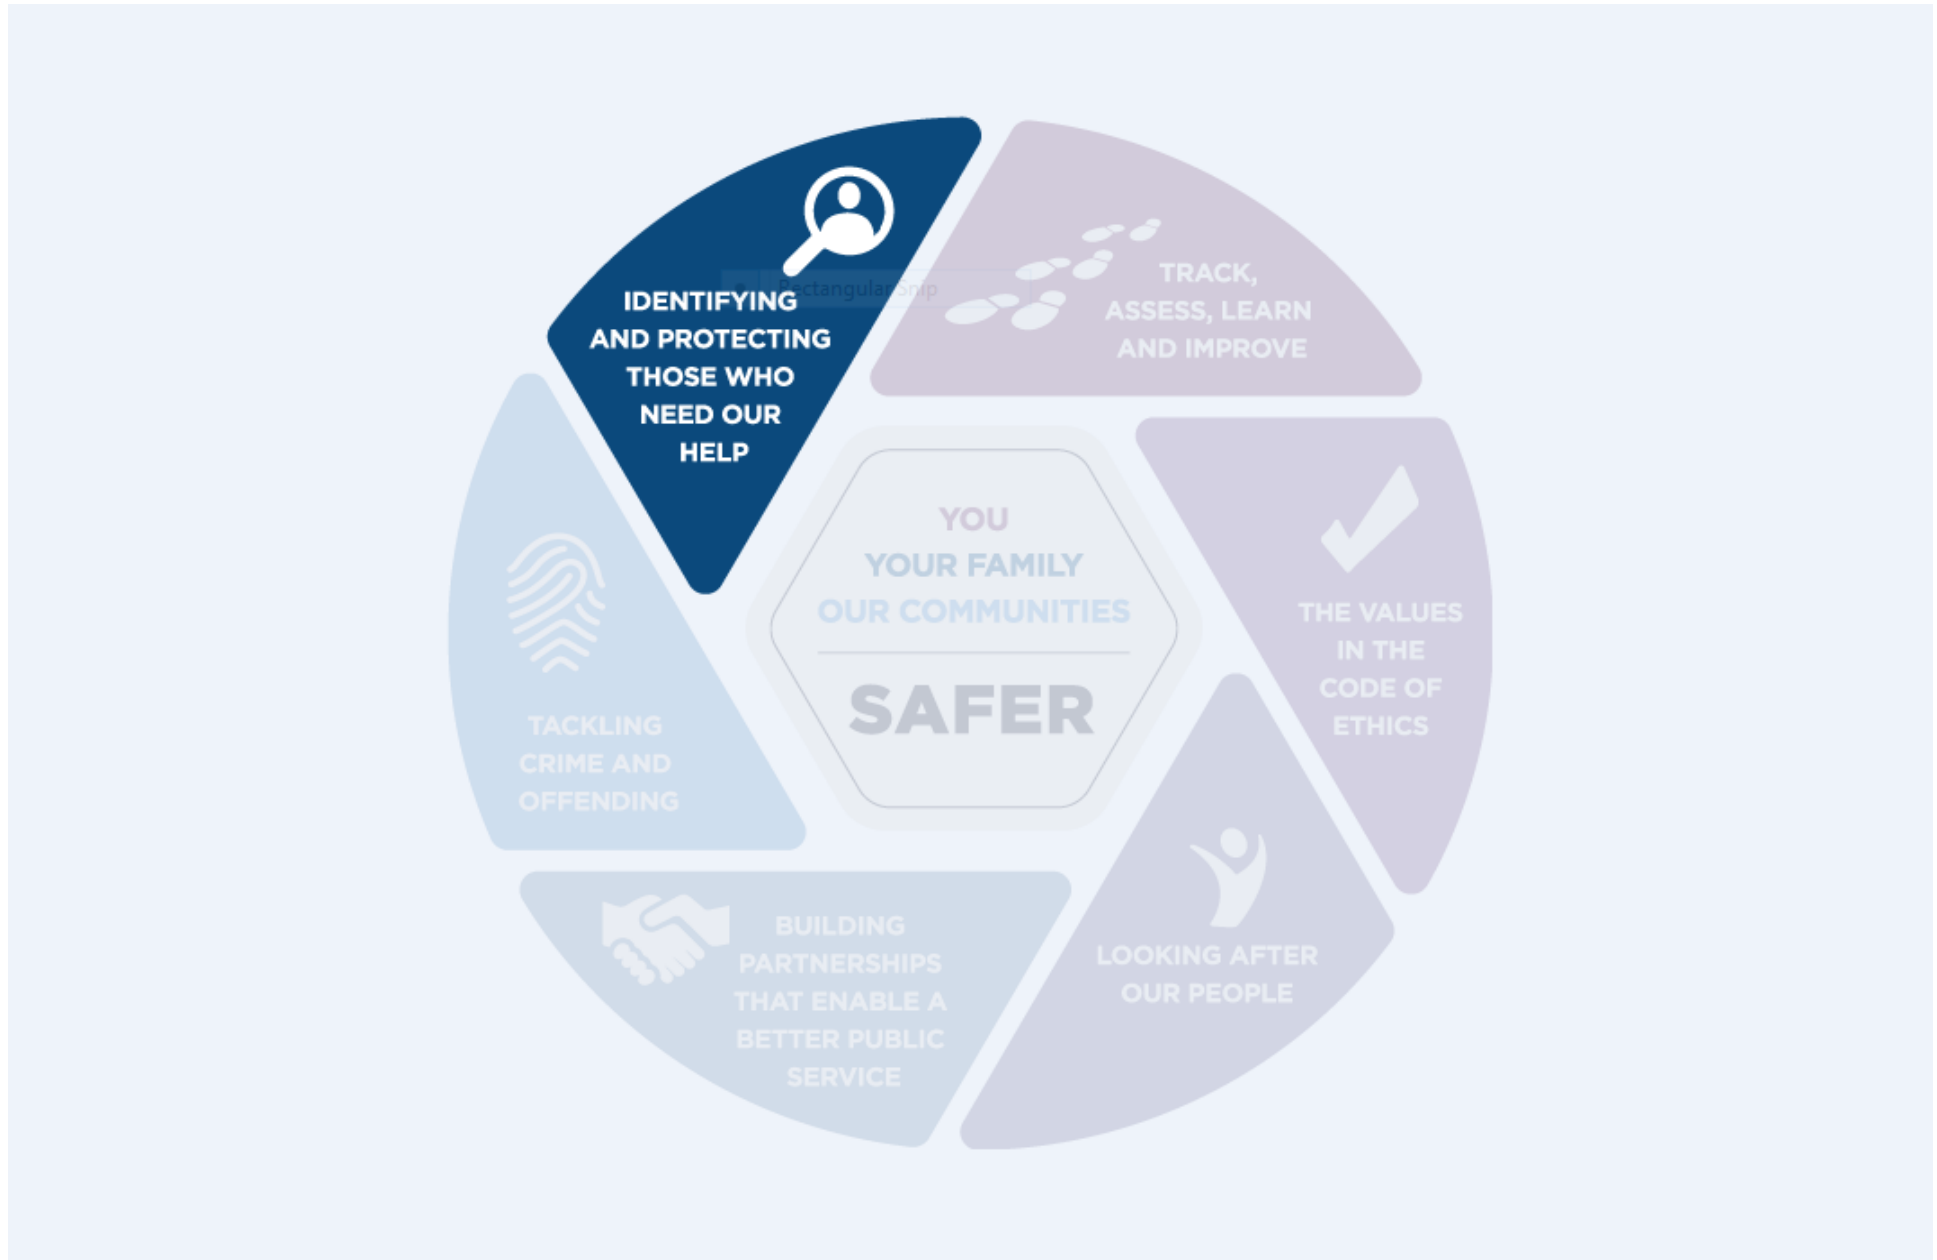 IDENTIFYING
AND PROTECTING
THOSE WHO
NEED OUR
HELP
Rectangular Snip
TRACK,
ASSESS, LEARN
AND IMPROVE
THE VALUES
IN THE
CODE OF
ETHICS
LOOKING AFTER
OUR PEOPLE
BUILDING
PARTNERSHIPS
THAT ENABLE A
BETTER PUBLIC
SERVICE
TACKLING
CRIME AND
OFFENDING
YOU
YOUR FAMILY
OUR COMMUNITIES
SAFER